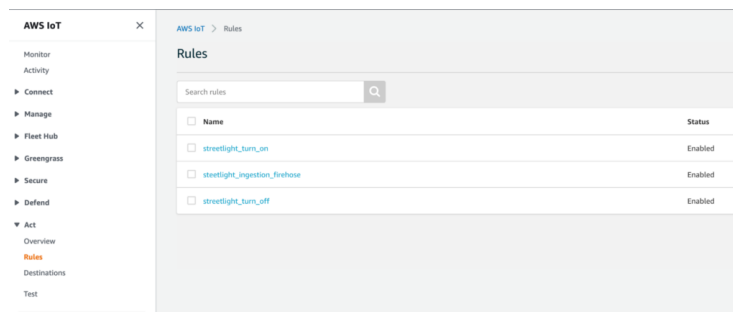 AWS IoT
Monitor
Activity
Connect
Manage
Fleet Hub
Greengrass
Secure
Defend
Act
Overview
Rules
Destinations
Test
AWS IoT > Rules
Rules
Search rules
Name Status
streetlight_turn_on Enabled
steetlight_ingestion_firehose Enabled
streetlight_turn_off Enabled